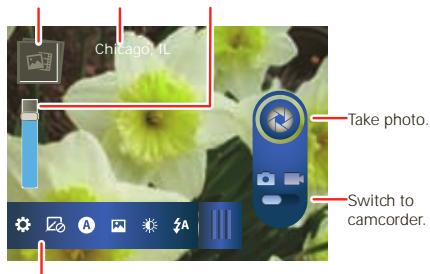 Chicago, IL
Take photo.
Switch to
camcorder.
A
A